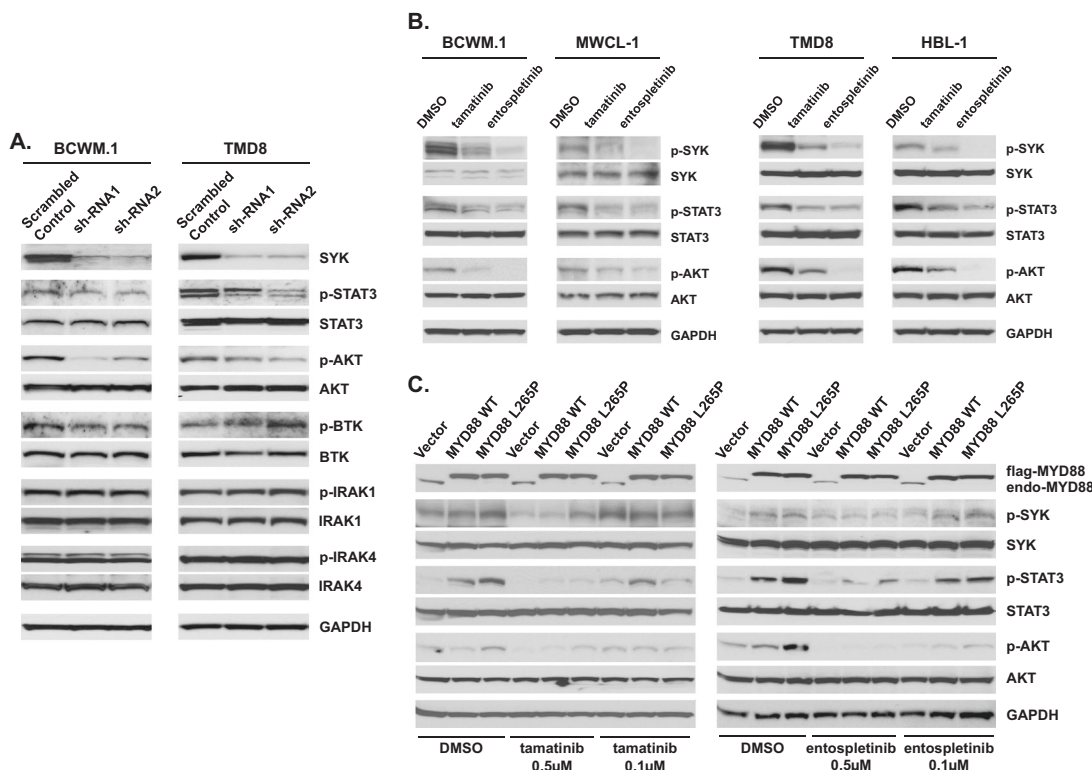 A.
BCWM.1 TMD8
Scrambled Control sh-RNA1 sh-RNA2 Scrambled Control sh-RNA1 sh-RNA2
SYK
p-STAT3
STAT3
p-AKT
AKT
p-BTK
BTK
p-IRAK1
IRAK1
p-IRAK4
IRAK4
GAPDH
B.
BCWM.1 MWCL-1 TMD8 HBL-1
DMSO tamatinib entospletinib DMSO tamatinib entospletinib DMSO tamatinib entospletinib DMSO tamatinib entospletinib
p-SYK p-SYK
SYK SYK
p-STAT3 p-STAT3
STAT3 STAT3
p-AKT p-AKT
AKT AKT
GAPDH GAPDH
C.
Vector MYD88 WT MYD88 L265P Vector MYD88 WT MYD88 L265P Vector MYD88 WT MYD88 L265P Vector MYD88 WT MYD88 L265P Vector MYD88 WT MYD88 L265P Vector MYD88 WT MYD88 L265P
flag-MYD88
endo-MYD88
p-SYK
SYK
p-STAT3
STAT3
p-AKT
AKT
GAPDH
DMSO tamatinib tamatinib DMSO entospletinib entospletinib
0.5µM 0.1µM 0.5µM 0.1µM